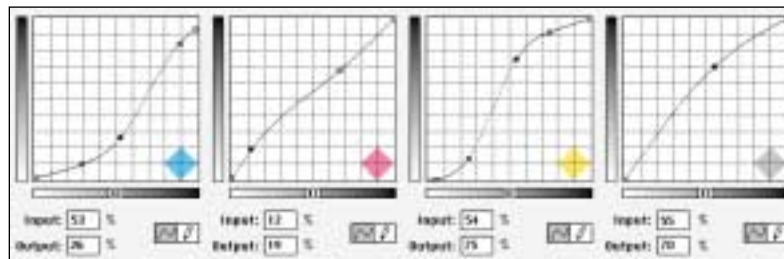 Input: 53 %
Output: 26 %
Input: 12 %
Output: 19 %
Input: 54 %
Output: 75 %
Input: 55 %
Output: 70 %